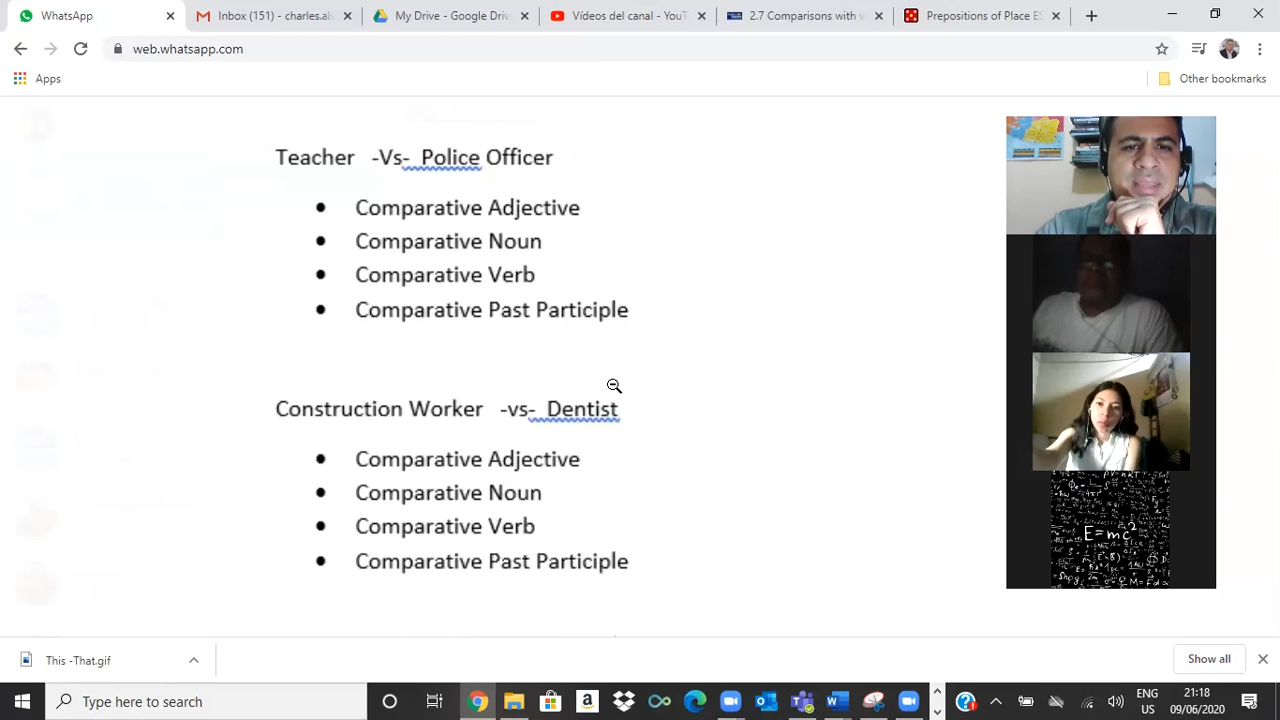 WhatsApp
Inbox (151) - charles.al
My Drive - Google Dri
Vídeos del canal - YouT
2.7 Comparisons with v
Prepositions of Place ES
web.whatsapp.com
Apps
Other bookmarks
Teacher -Vs- Police Officer
• Comparative Adjective
• Comparative Noun
• Comparative Verb
• Comparative Past Participle
Construction Worker -vs- Dentist
• Comparative Adjective
• Comparative Noun
• Comparative Verb
• Comparative Past Participle
E=mc²
This -That.gif
Show all
Type here to search
ENG
US
21:18
09/06/2020